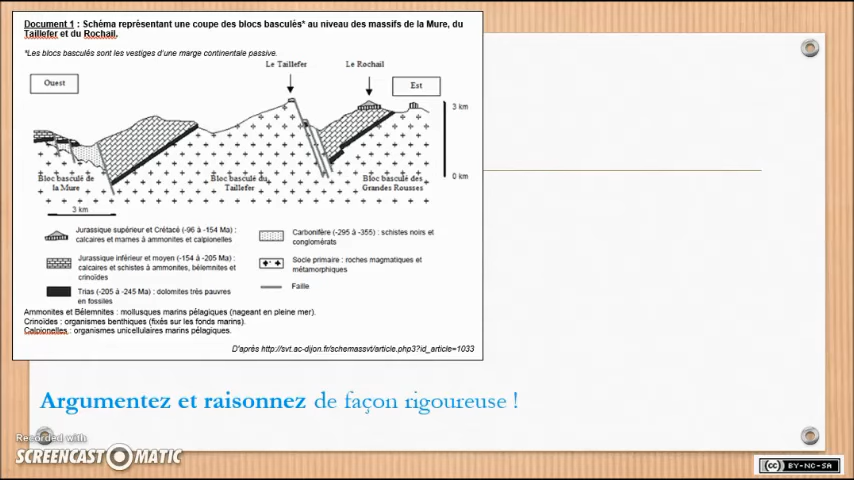 Document 1 : Schéma représentant une coupe des blocs basculés* au niveau des massifs de la Mure, du
Taillefer et du Rochail.
*Les blocs basculés sont les vestiges d'une marge continentale passive.
Le Taillefer
Le Rochail
Ouest
Est
3 km
0 km
Bloc basculé de
la Mure
Bloc basculé du
Taillefer
Bloc basculé des
Grandes Rousses
3 km
Jurassique supérieur et Crétacé (-96 à -154 Ma) :
calcaires et marnes à ammonites et calpionelles
Jurassique inférieur et moyen (-154 à -205 Ma) :
calcaires et schistes à ammonites, bélemnites et
crinoïdes
Trias (-205 à -245 Ma) : dolomites très pauvres
en fossiles
Carbonifère (-295 à -355) : schistes noirs et
conglomérats
Socle primaire : roches magmatiques et
métamorphiques
Faille
Ammonites et Bélemnites : mollusques marins pélagiques (nageant en pleine mer).
Crinoïdes : organismes benthiques (fixés sur les fonds marins).
Calpionelles : organismes unicellulaires marins pélagiques.
D'après http://svt.ac-dijon.fr/schemassvt/article.php3?id_article=1033
Argumentez et raisonnez de façon rigoureuse !
Recorded with
SCREENCAST MATIC
cc BY-NC-SA